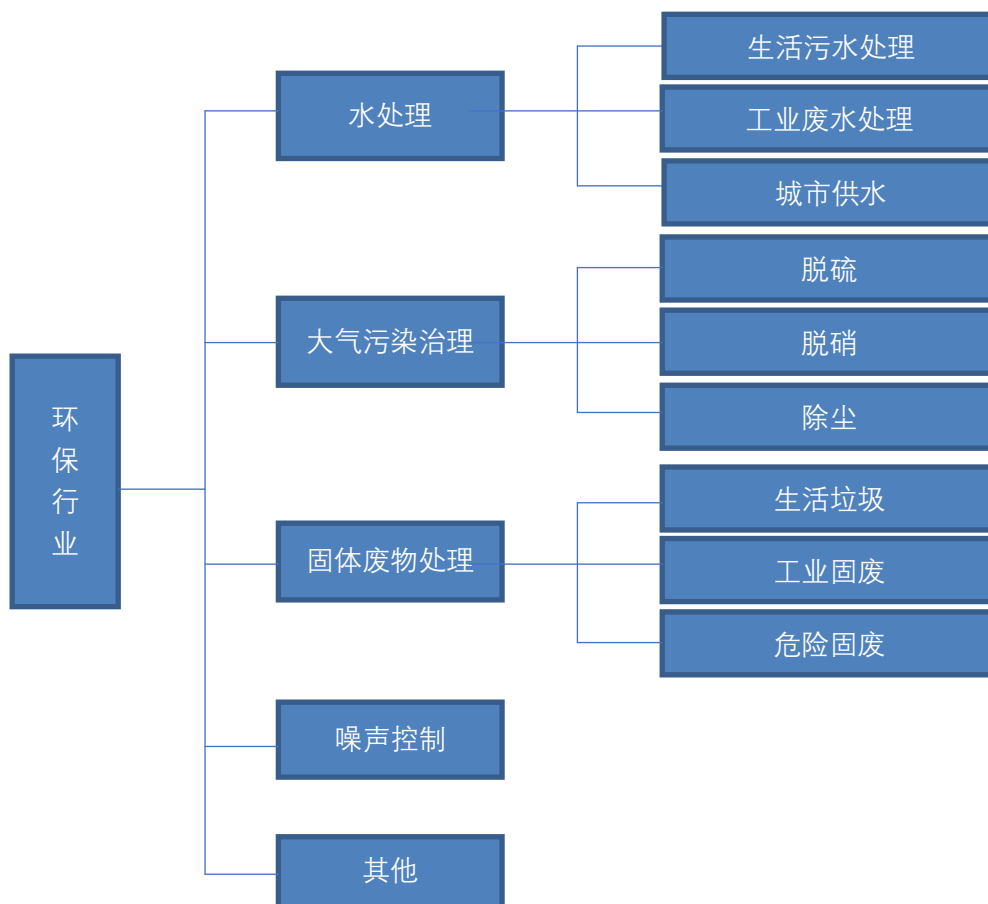 环
保
行
业
水处理
生活污水处理
工业废水处理
城市供水
大气污染治理
脱硫
脱硝
除尘
固体废物处理
生活垃圾
工业固废
危险固废
噪声控制
其他